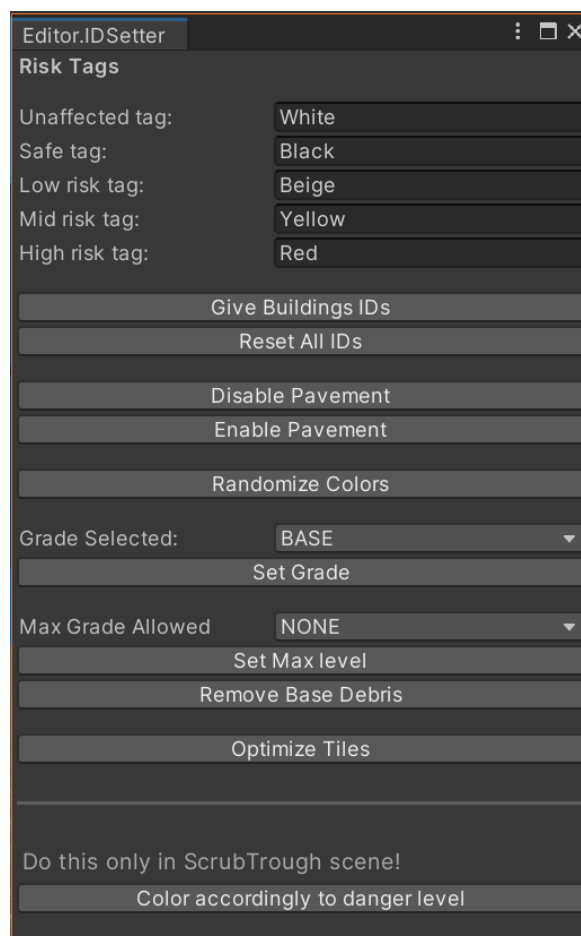 Editor.IDSetter
Risk Tags
Unaffected tag: White
Safe tag: Black
Low risk tag: Beige
Mid risk tag: Yellow
High risk tag: Red
Give Buildings IDs
Reset All IDs
Disable Pavement
Enable Pavement
Randomize Colors
Grade Selected: BASE
Set Grade
Max Grade Allowed NONE
Set Max level
Remove Base Debris
Optimize Tiles
Do this only in ScrubTrough scene!
Color accordingly to danger level